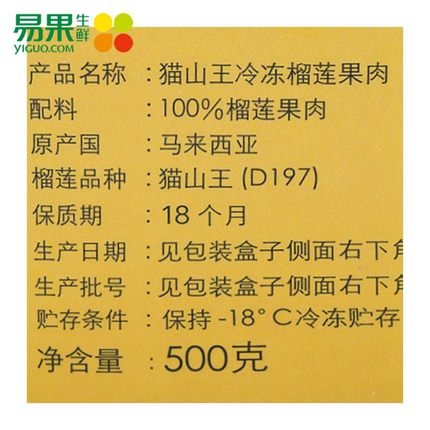 易果生鲜
YIGUO.COM
产品名称 : 猫山王冷冻榴莲果肉
配料 : 100%榴莲果肉
原产国 : 马来西亚
榴莲品种 : 猫山王 (D197)
保质期 : 18 个月
生产日期 : 见包装盒子侧面右下角
生产批号 : 见包装盒子侧面右下角
贮存条件 : 保持 -18° C冷冻贮存
净含量 : 500克